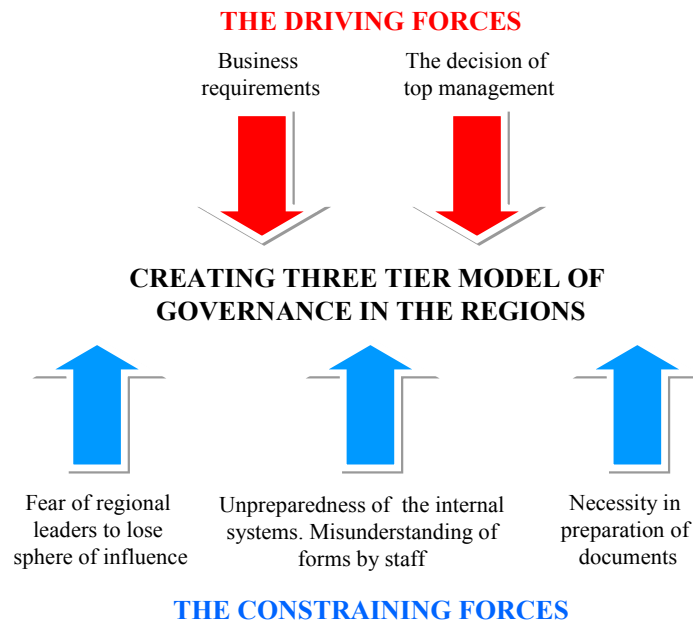 THE DRIVING FORCES
Business
requirements
The decision of
top management
CREATING THREE TIER MODEL OF
GOVERNANCE IN THE REGIONS
Fear of regional
leaders to lose
sphere of influence
Unpreparedness of the internal
systems. Misunderstanding of
forms by staff
Necessity in
preparation of
documents
THE CONSTRAINING FORCES